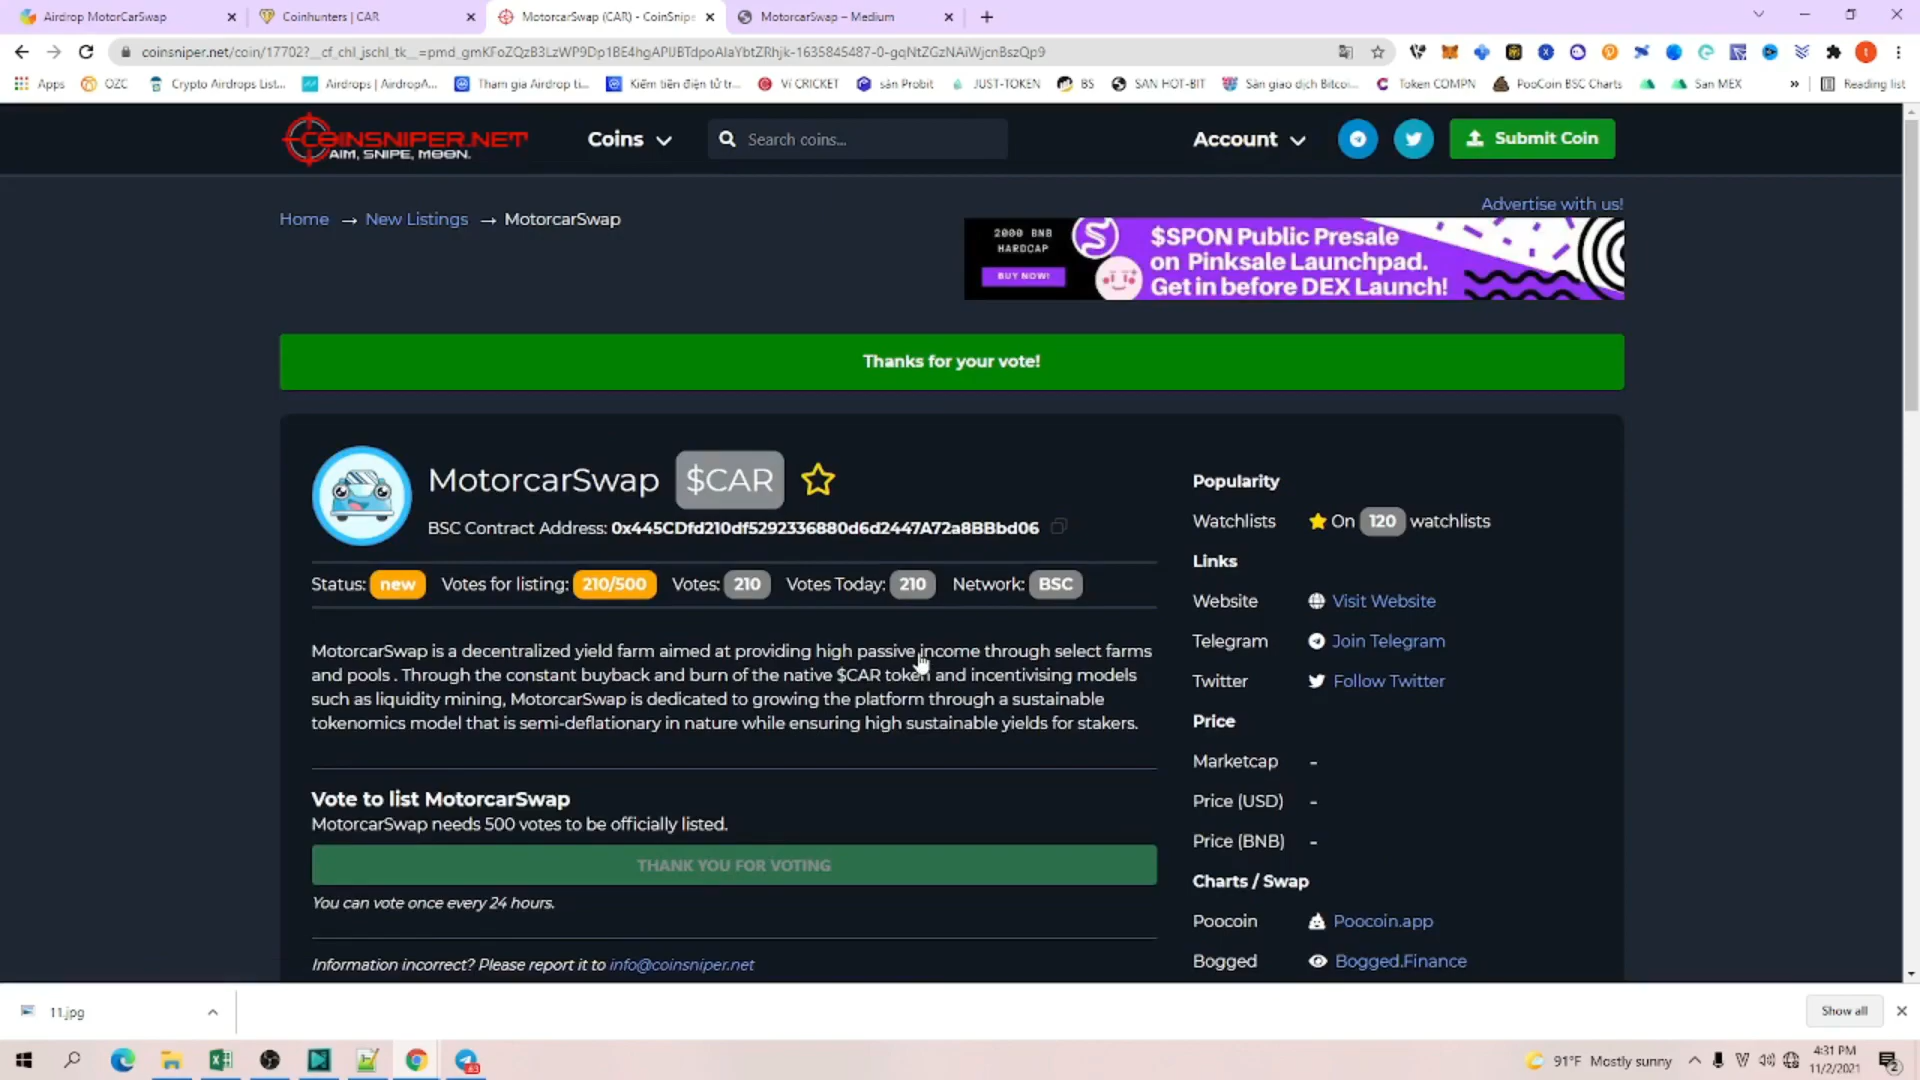 Airdrop MotorCarSwap
Coinhunters | CAR
MotorcarSwap (CAR) - CoinSnipe
MotorcarSwap – Medium
coinsniper.net/coin/17702?__cf_chl_jschl_tk__=pmd_gmKFoZQzB3LzWP9Dp1BE4hgAPlJBTdpoAlaYbtZRhjk-1635845487-0-gqNtZGzNAiWjcnBszQp9
Apps
OZC
Crypto Airdrops List...
Airdrops | AirdropA...
Tham gia Airdrop ti...
Kiếm tiền điện tử tr...
Ví CRICKET
sàn Probit
JUST-TOKEN
BS
SAN HOT-BIT
Sàn giao dịch Bitcoi...
Token COMPN
PooCoin BSC Charts
San MEX
»
Reading list
COINSNIPER.NET
AIM, SNIPE, MOON.
Coins
Search coins...
Account
Submit Coin
Home → New Listings → MotorcarSwap
Advertise with us!
2000 BNB
HARDCAP
BUY NOW!
$SPON Public Presale
on Pinksale Launchpad.
Get in before DEX Launch!
Thanks for your vote!
MotorcarSwap $CAR
BSC Contract Address: 0x445CDfd210df5292336880d6d2447A72a8BBbd06
Status: new Votes for listing: 210/500 Votes: 210 Votes Today: 210 Network: BSC
MotorcarSwap is a decentralized yield farm aimed at providing high passive income through select farms
and pools . Through the constant buyback and burn of the native $CAR token and incentivising models
such as liquidity mining, MotorcarSwap is dedicated to growing the platform through a sustainable
tokenomics model that is semi-deflationary in nature while ensuring high sustainable yields for stakers.
Vote to list MotorcarSwap
MotorcarSwap needs 500 votes to be officially listed.
THANK YOU FOR VOTING
You can vote once every 24 hours.
Information incorrect? Please report it to info@coinsniper.net
Popularity
Watchlists On 120 watchlists
Links
Website Visit Website
Telegram Join Telegram
Twitter Follow Twitter
Price
Marketcap -
Price (USD) -
Price (BNB) -
Charts / Swap
Poocoin Poocoin.app
Bogged Bogged.Finance
11.jpg
Show all
91°F Mostly sunny
4:31 PM
11/2/2021